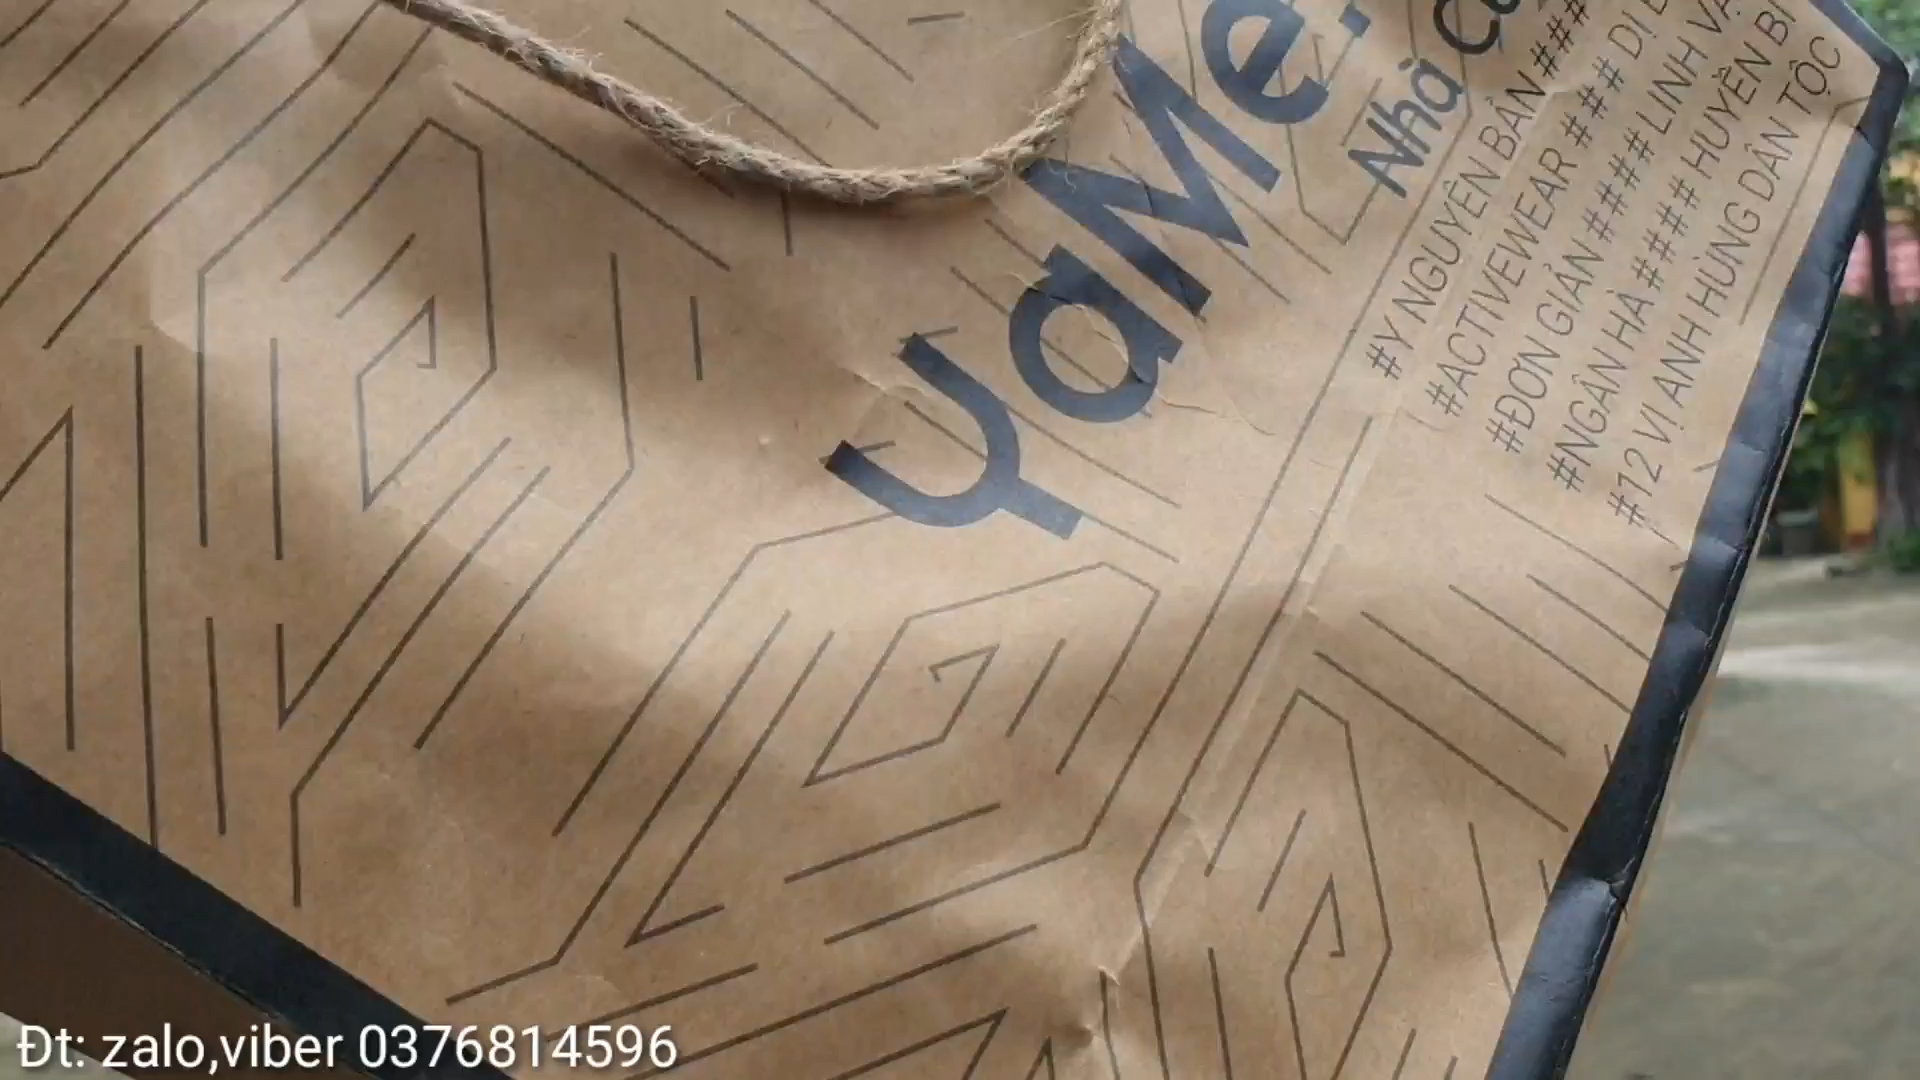 YaMe.
Nhà
#Y NGUYÊN BẢN ###
#ACTIVEWEAR ### DỊ
#ĐƠN GIẢN #### LINH
#NGÂN HÀ #### HUYỀN BÍ
#12 VỊ ANH HÙNG DÂN TỘC
Đt: zalo,viber 0376814596